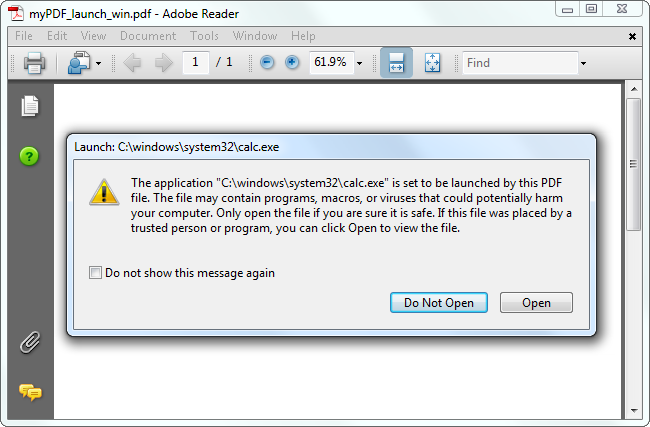 myPDF_launch_win.pdf - Adobe Reader
File Edit View Document Tools Window Help
1 / 1 61.9% Find
Launch: C:\windows\system32\calc.exe
The application "C:\windows\system32\calc.exe" is set to be launched by this PDF
file. The file may contain programs, macros, or viruses that could potentially harm
your computer. Only open the file if you are sure it is safe. If this file was placed by a
trusted person or program, you can click Open to view the file.
Do not show this message again
Do Not Open Open